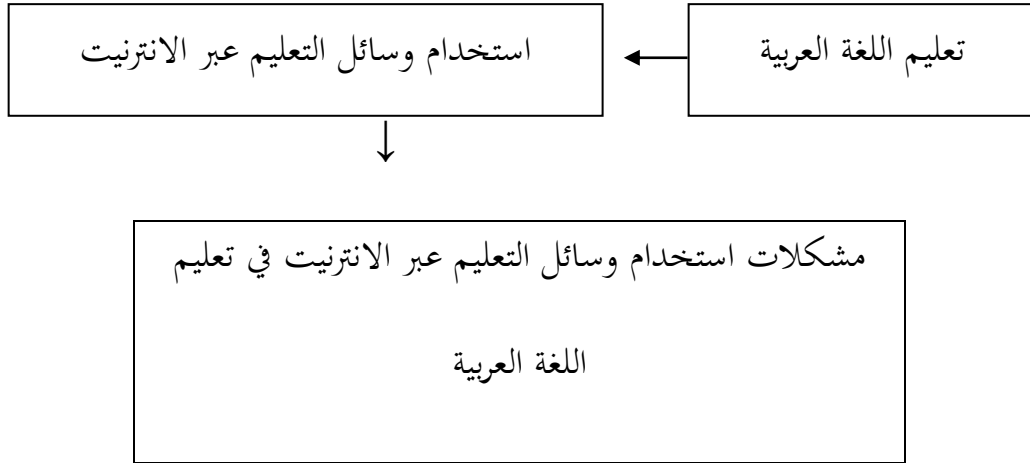 تعليم اللغة العربية
استخدام وسائل التعليم عبر الانترنيت
مشكلات استخدام وسائل التعليم عبر الانترنيت في تعليم
اللغة العربية